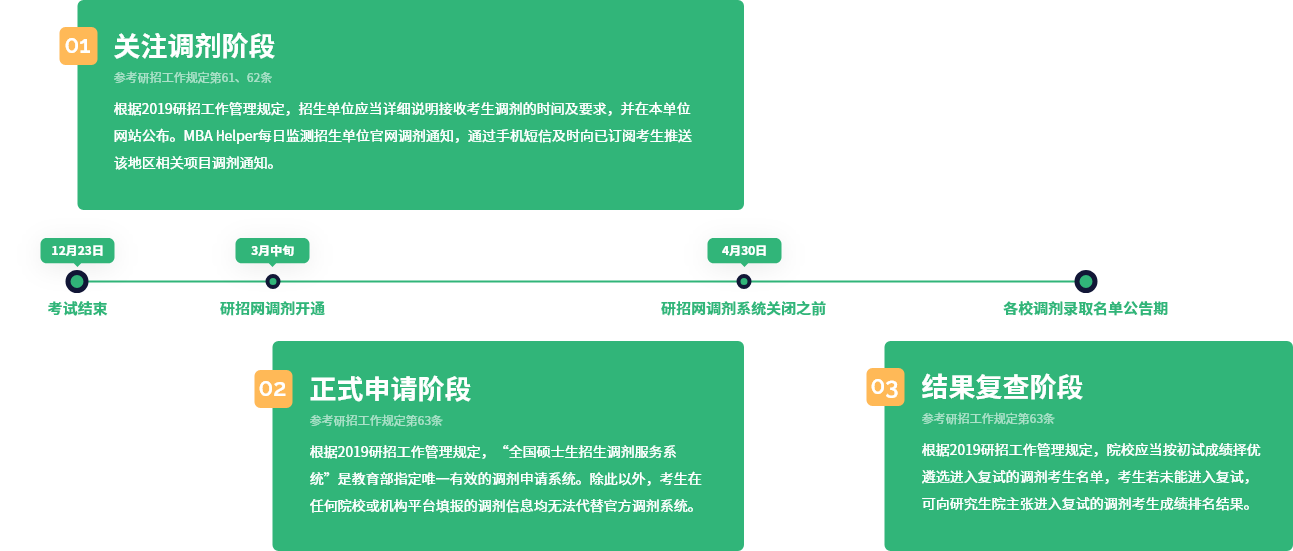 01
关注调剂阶段
参考研招工作规定第61、62条
根据2019研招工作管理规定，招生单位应当详细说明接收考生调剂的时间及要求，并在本单位
网站公布。MBA Helper每日监测招生单位官网调剂通知，通过手机短信及时向已订阅考生推送
该地区相关项目调剂通知。
12月23日
3月中旬
4月30日
考试结束
研招网调剂开通
研招网调剂系统关闭之前
各校调剂录取名单公告期
02
正式申请阶段
参考研招工作规定第63条
根据2019研招工作管理规定，“全国硕士生招生调剂服务系
统”是教育部指定唯一有效的调剂申请系统。除此以外，考生在
任何院校或机构平台填报的调剂信息均无法代替官方调剂系统。
03
结果复查阶段
参考研招工作规定第63条
根据2019研招工作管理规定，院校应当按初试成绩择优
遴选进入复试的调剂考生名单，考生若未能进入复试，
可向研究生院主张进入复试的调剂考生成绩排名结果。